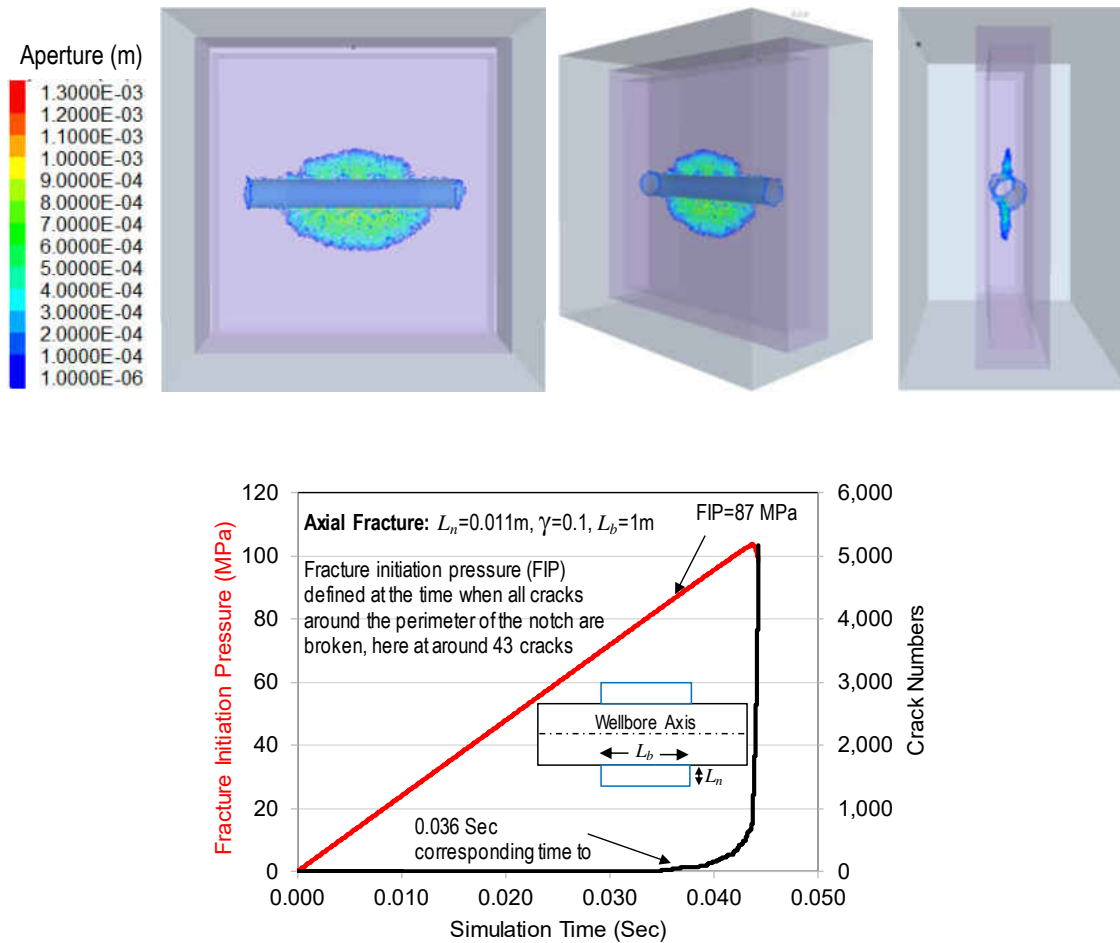 Aperture (m)
1.3000E-03
1.2000E-03
1.1000E-03
1.0000E-03
9.0000E-04
8.0000E-04
7.0000E-04
6.0000E-04
5.0000E-04
4.0000E-04
3.0000E-04
2.0000E-04
1.0000E-04
1.0000E-06
Fracture Initiation Pressure (MPa)
120
100
80
60
40
20
0
Axial Fracture: Ln=0.011m, γ=0.1, Lb=1m
FIP=87 MPa
Fracture initiation pressure (FIP)
defined at the time when all cracks
around the perimeter of the notch are
broken, here at around 43 cracks
Wellbore Axis
Lb
Ln
0.036 Sec
corresponding time to
6,000
5,000
4,000
3,000
2,000
1,000
0
Crack Numbers
0.000
0.010
0.020
0.030
0.040
0.050
Simulation Time (Sec)